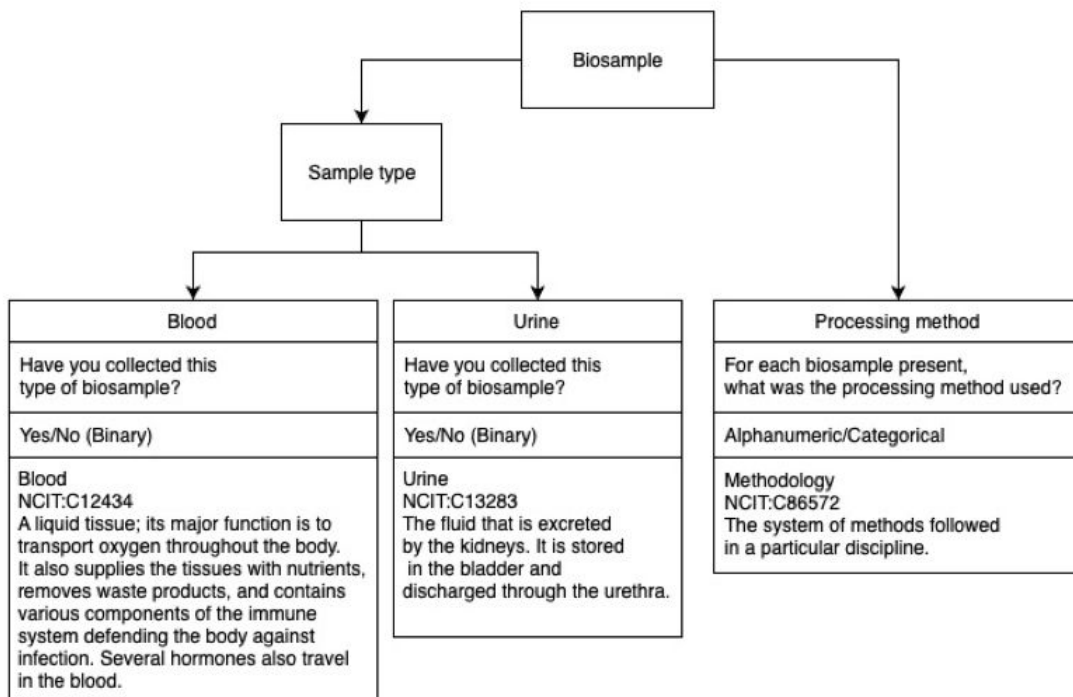 Biosample
Sample type
Blood
Have you collected this
type of biosample?
Yes/No (Binary)
Blood
NCIT:C12434
A liquid tissue; its major function is to
transport oxygen throughout the body.
It also supplies the tissues with nutrients,
removes waste products, and contains
various components of the immune
system defending the body against
infection. Several hormones also travel
in the blood.
Urine
Have you collected this
type of biosample?
Yes/No (Binary)
Urine
NCIT:C13283
The fluid that is excreted
by the kidneys. It is stored
in the bladder and
discharged through the urethra.
Processing method
For each biosample present,
what was the processing method used?
Alphanumeric/Categorical
Methodology
NCIT:C86572
The system of methods followed
in a particular discipline.